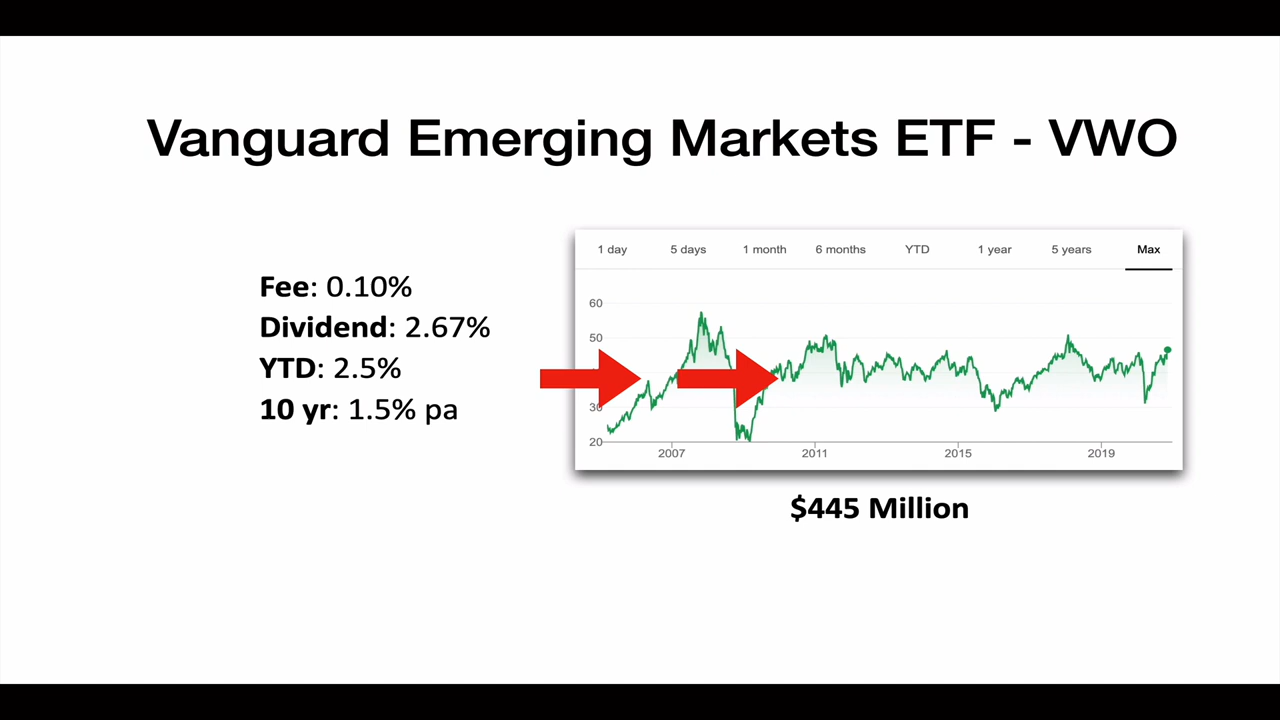 Vanguard Emerging Markets ETF - VWO
Fee: 0.10%
Dividend: 2.67%
YTD: 2.5%
10 yr: 1.5% pa
1 day 5 days 1 month 6 months YTD 1 year 5 years Max
60
50
30
20
2007 2011 2015 2019
$445 Million